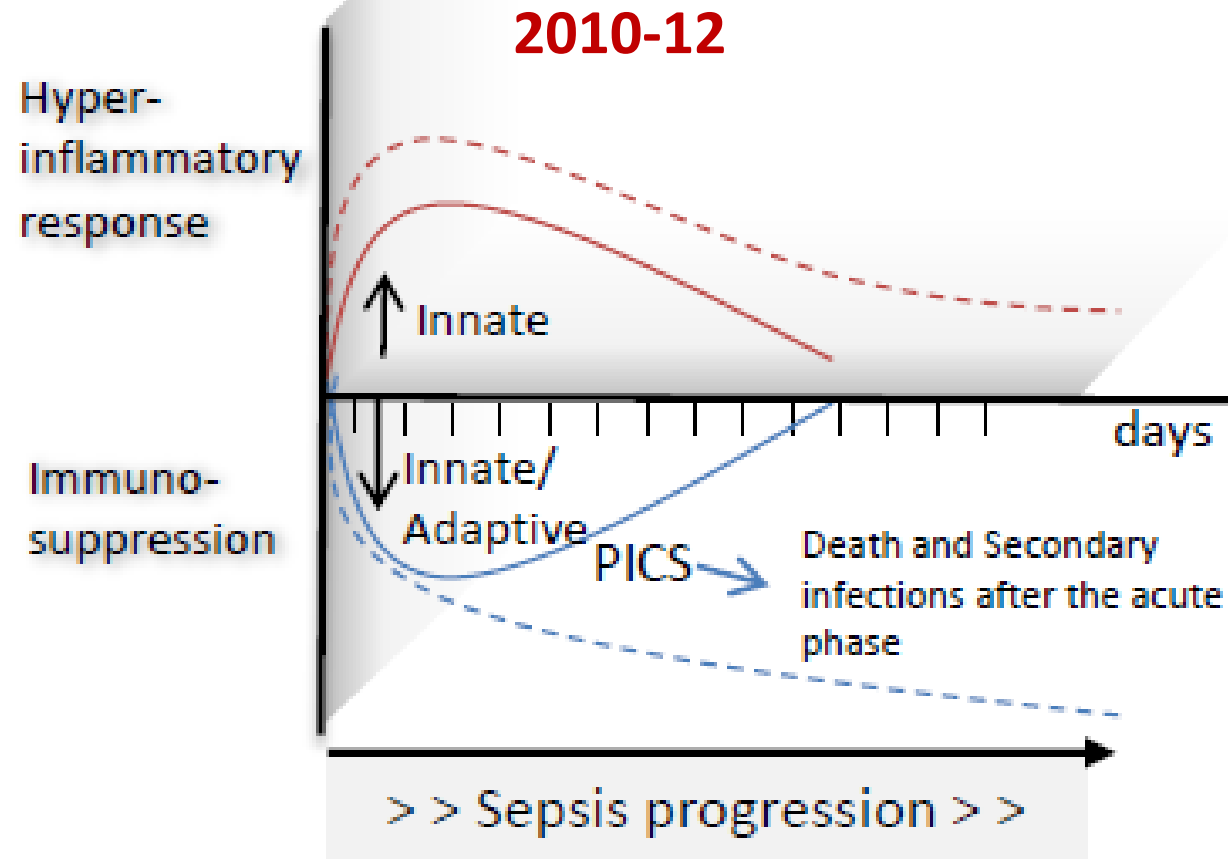 2010-12
Hyper-
inflammatory
response
Innate
days
Immuno-
suppression
Innate/
Adaptive
PICS
Death and Secondary
infections after the acute
phase
> > Sepsis progression > >